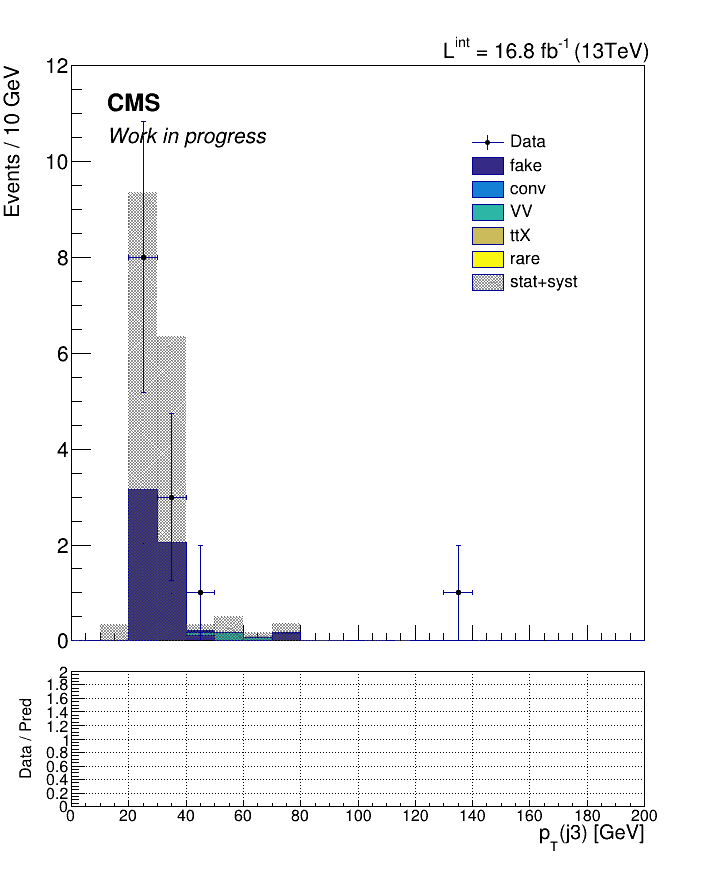 L^int = 16.8 fb^-1 (13TeV)
Events / 10 GeV
12
10
8
6
4
2
0
CMS
Work in progress
Data
fake
conv
VV
ttX
rare
stat+syst
Data / Pred
2
1.8
1.6
1.4
1.2
1
0.8
0.6
0.4
0.2
0
0 20 40 60 80 100 120 140 160 180 200
p_T(j3) [GeV]